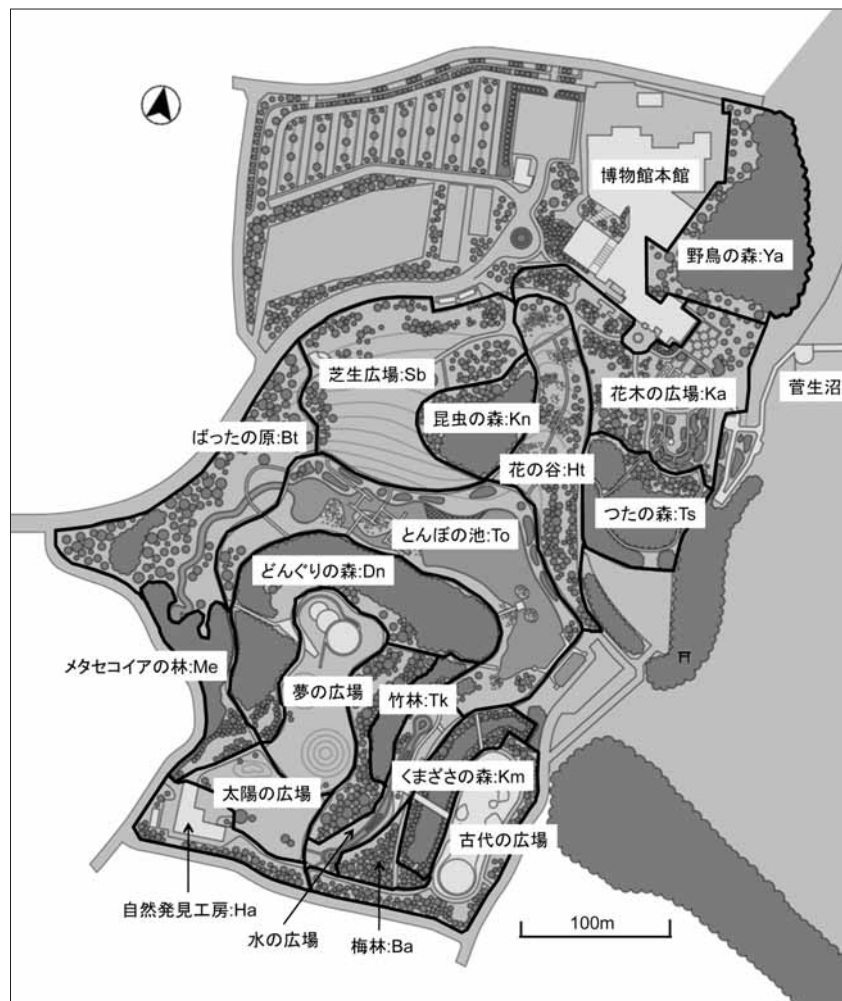 博物館本館
野鳥の森:Ya
芝生広場:Sb
花木の広場:Ka
菅生沼
昆虫の森:Kn
ばったの原:Bt
花の谷:Ht
つたの森:Ts
とんぼの池:To
どんぐりの森:Dn
メタセコイアの林:Me
夢の広場
竹林:Tk
くまざさの森:Km
太陽の広場
古代の広場
自然発見工房:Ha
水の広場
梅林:Ba
100m